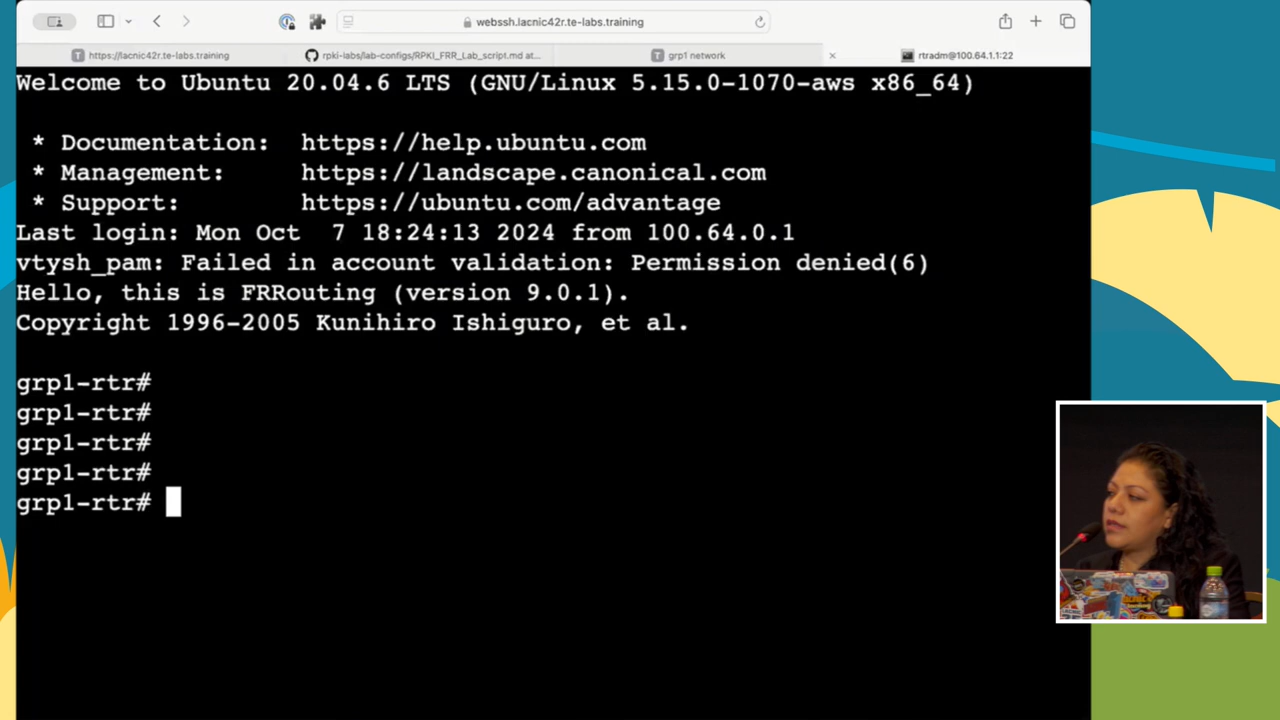 webssh.lacnic42r.te-labs.training
https://lacnic42r.te-labs.training
rpki-labs/lab-configs/RPKI_FRR_Lab_script.md at...
grp1 network
rtradm@100.64.1.1:22
Welcome to Ubuntu 20.04.6 LTS (GNU/Linux 5.15.0-1070-aws x86_64)
* Documentation: https://help.ubuntu.com
* Management: https://landscape.canonical.com
* Support: https://ubuntu.com/advantage
Last login: Mon Oct 7 18:24:13 2024 from 100.64.0.1
vtysh_pam: Failed in account validation: Permission denied(6)
Hello, this is FRRouting (version 9.0.1).
Copyright 1996-2005 Kunihiro Ishiguro, et al.
grp1-rtr#
grp1-rtr#
grp1-rtr#
grp1-rtr#
grp1-rtr#